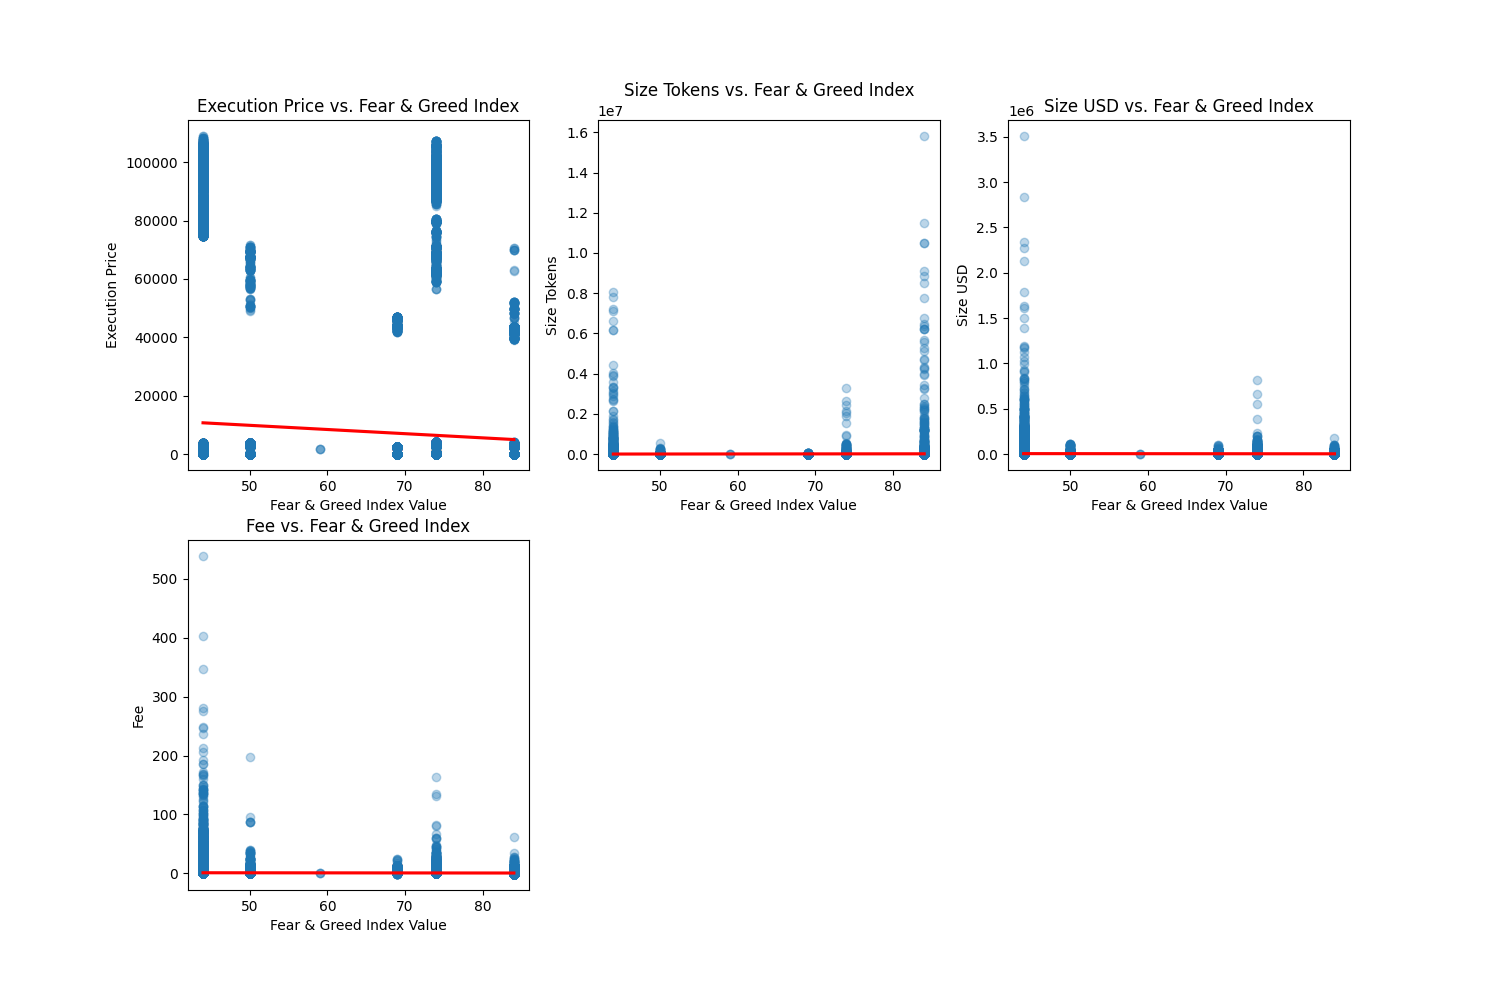 Execution Price vs. Fear & Greed Index
Execution Price
100000
80000
60000
40000
20000
0
50 60 70 80
Fear & Greed Index Value
Size Tokens vs. Fear & Greed Index
1e7
Size Tokens
1.6
1.4
1.2
1.0
0.8
0.6
0.4
0.2
0.0
50 60 70 80
Fear & Greed Index Value
Size USD vs. Fear & Greed Index
1e6
Size USD
3.5
3.0
2.5
2.0
1.5
1.0
0.5
0.0
50 60 70 80
Fear & Greed Index Value
Fee vs. Fear & Greed Index
Fee
500
400
300
200
100
0
50 60 70 80
Fear & Greed Index Value